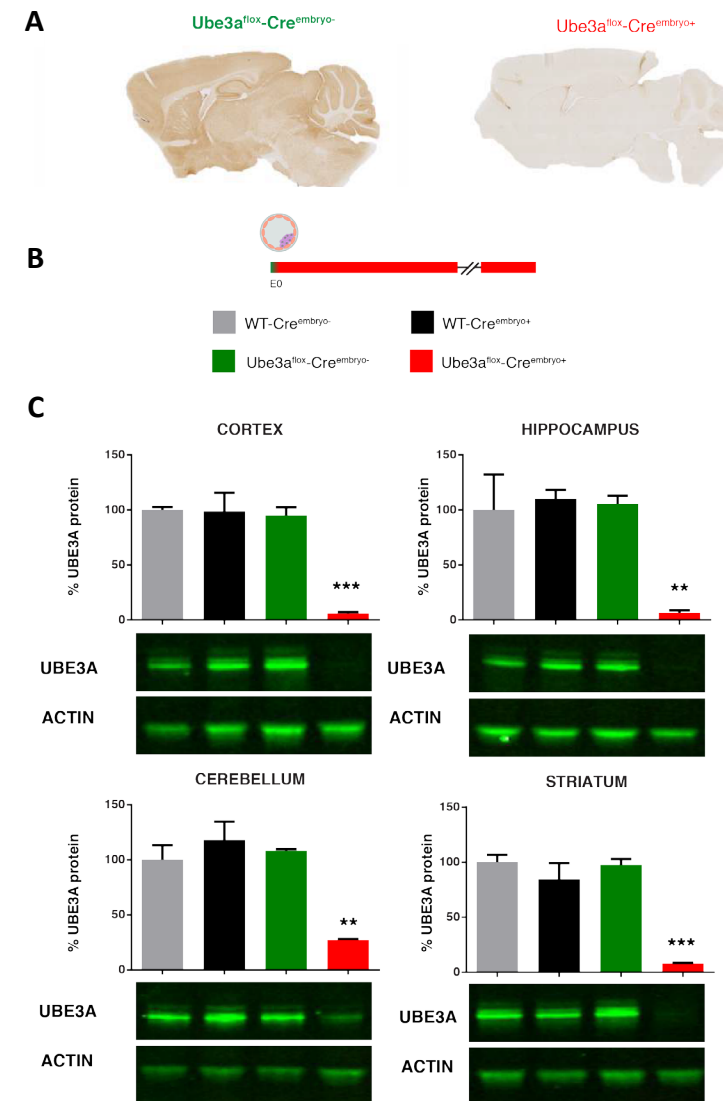 A
Ube3aflox-Creembryo-
Ube3aflox-Creembryo+
B
E0
WT-Creembryo-
WT-Creembryo+
Ube3aflox-Creembryo-
Ube3aflox-Creembryo+
C
CORTEX
% UBE3A protein
150
100
50
0
***
UBE3A
ACTIN
HIPPOCAMPUS
% UBE3A protein
150
100
50
0
**
UBE3A
ACTIN
CEREBELLUM
% UBE3A protein
150
100
50
0
**
UBE3A
ACTIN
STRIATUM
% UBE3A protein
150
100
50
0
***
UBE3A
ACTIN